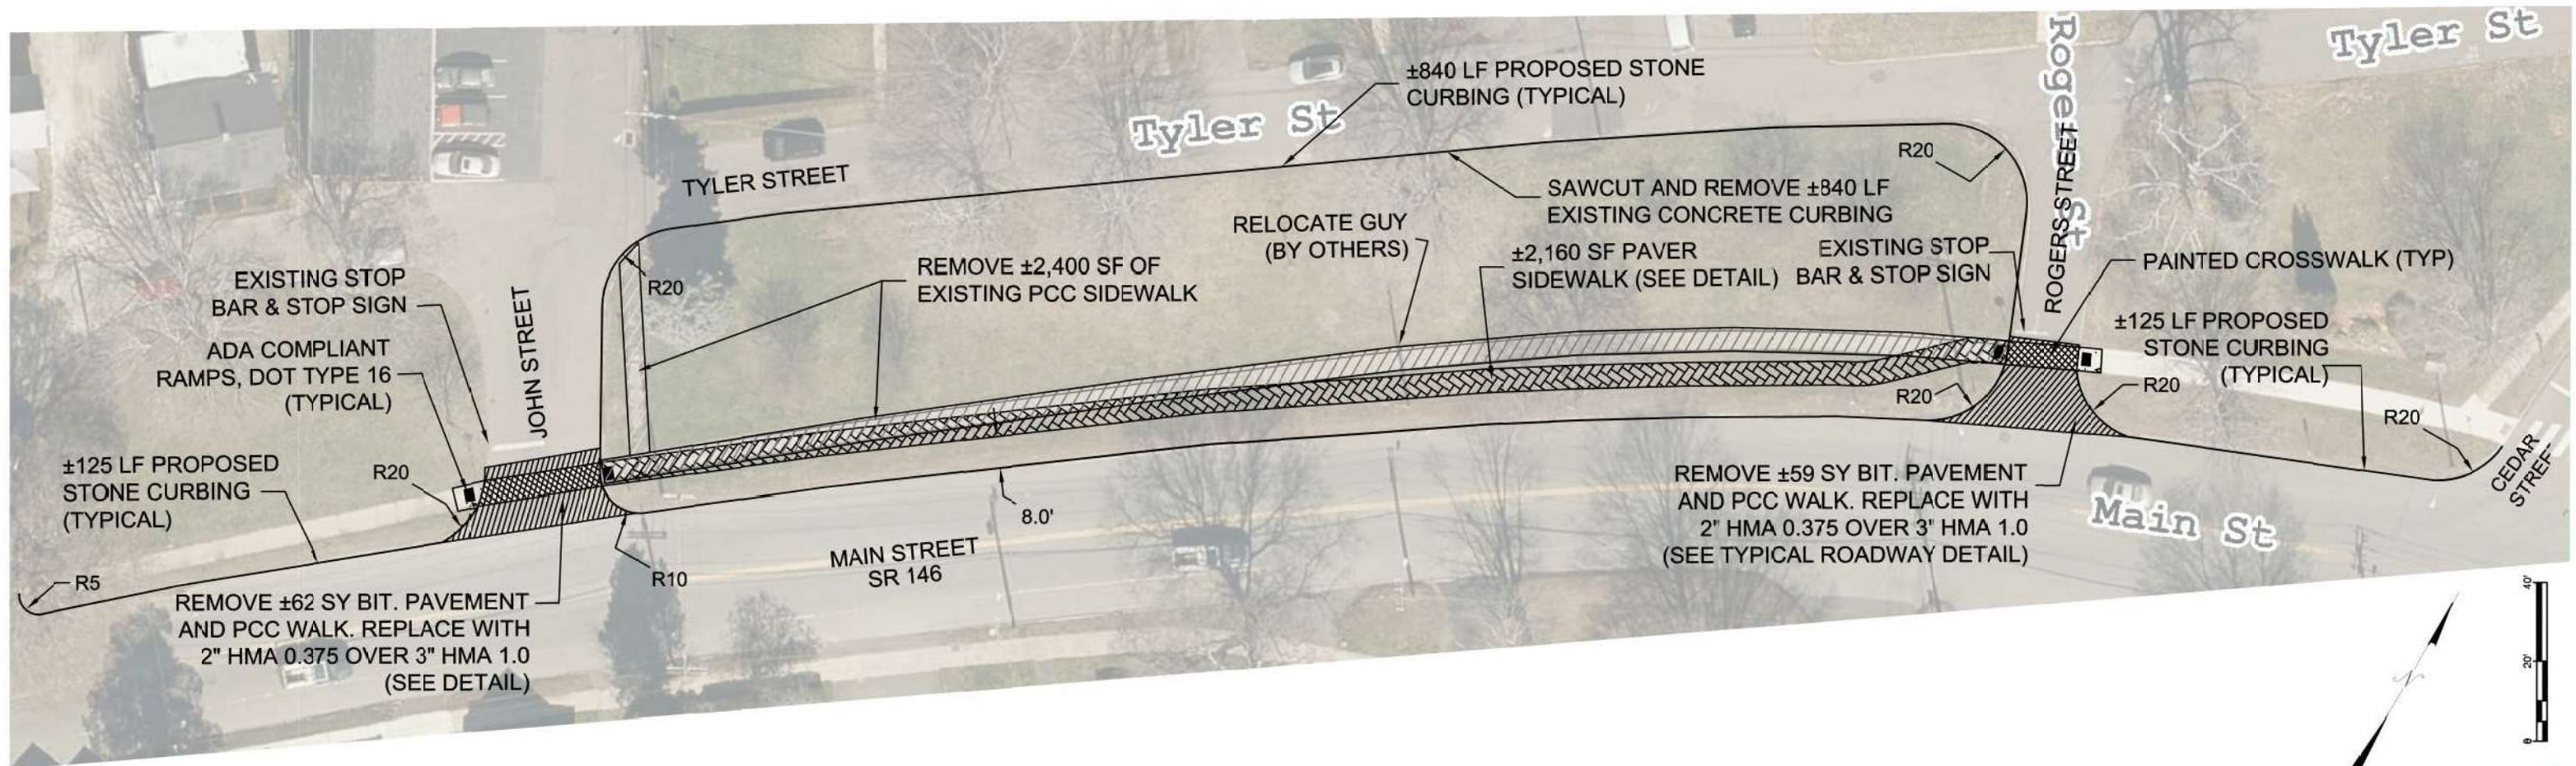 Tyler St
Rogers St
±840 LF PROPOSED STONE
CURBING (TYPICAL)
Tyler St
R20
TYLER STREET
SAWCUT AND REMOVE ±840 LF
EXISTING CONCRETE CURBING
ROGERS STREET
RELOCATE GUY
(BY OTHERS)
±2,160 SF PAVER
SIDEWALK (SEE DETAIL)
EXISTING STOP
BAR & STOP SIGN
PAINTED CROSSWALK (TYP)
EXISTING STOP
BAR & STOP SIGN
REMOVE ±2,400 SF OF
EXISTING PCC SIDEWALK
R20
JOHN STREET
ADA COMPLIANT
RAMPS, DOT TYPE 16
(TYPICAL)
±125 LF PROPOSED
STONE CURBING
(TYPICAL)
R20
R20
R20
CEDAR
STREET
±125 LF PROPOSED
STONE CURBING
(TYPICAL)
R20
REMOVE ±59 SY BIT. PAVEMENT
AND PCC WALK. REPLACE WITH
2" HMA 0.375 OVER 3" HMA 1.0
(SEE TYPICAL ROADWAY DETAIL)
Main St
8.0'
MAIN STREET
SR 146
R10
R5
REMOVE ±62 SY BIT. PAVEMENT
AND PCC WALK. REPLACE WITH
2" HMA 0.375 OVER 3" HMA 1.0
(SEE DETAIL)
N
40'
20'
0